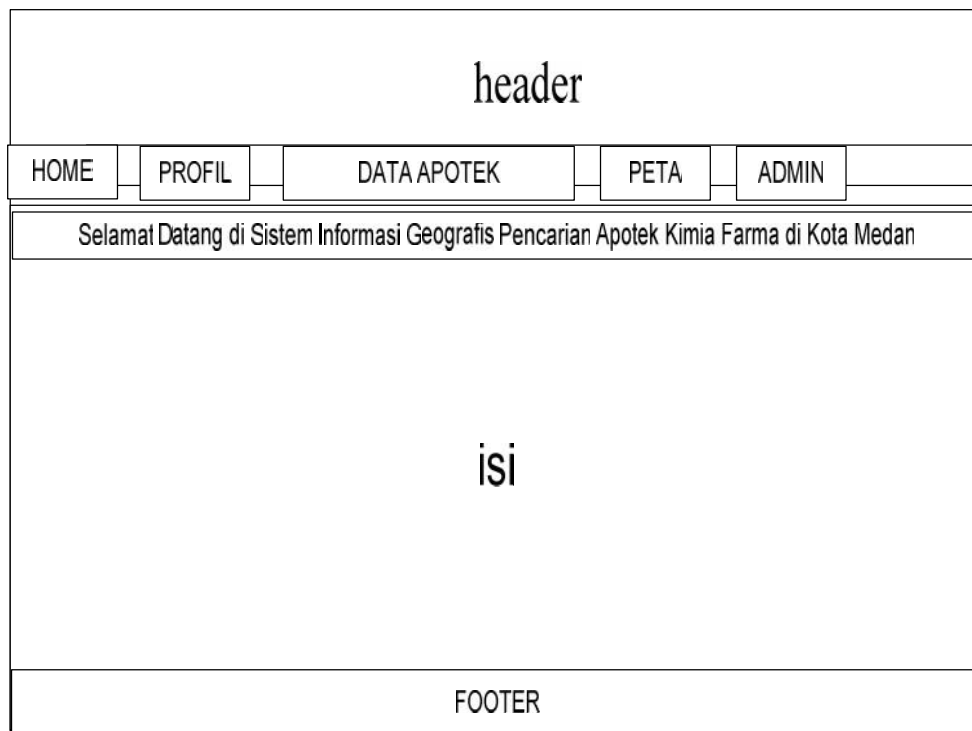 header
HOME PROFIL DATA APOTEK PETA ADMIN
Selamat Datang di Sistem Informasi Geografis Pencarian Apotek Kimia Farma di Kota Medan
isi
FOOTER